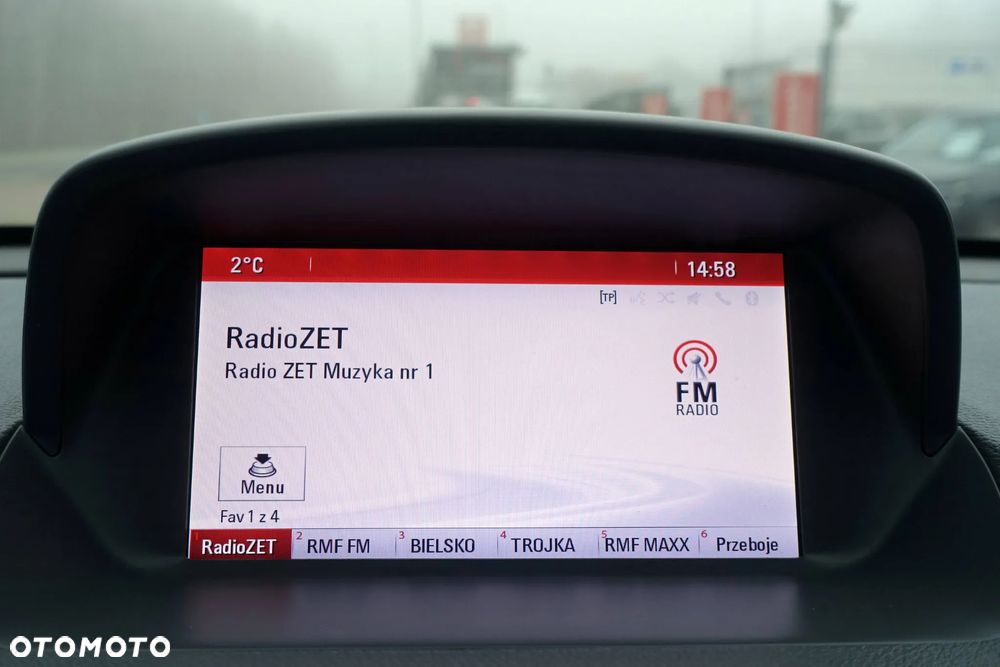 2°C 14:58
[TP]
RadioZET
Radio ZET Muzyka nr 1
FM
RADIO
Menu
Fav 1 z 4
1 RadioZET 2 RMF FM 3 BIELSKO 4 TROJKA 5 RMF MAXX 6 Przeboje
OTOMOTO